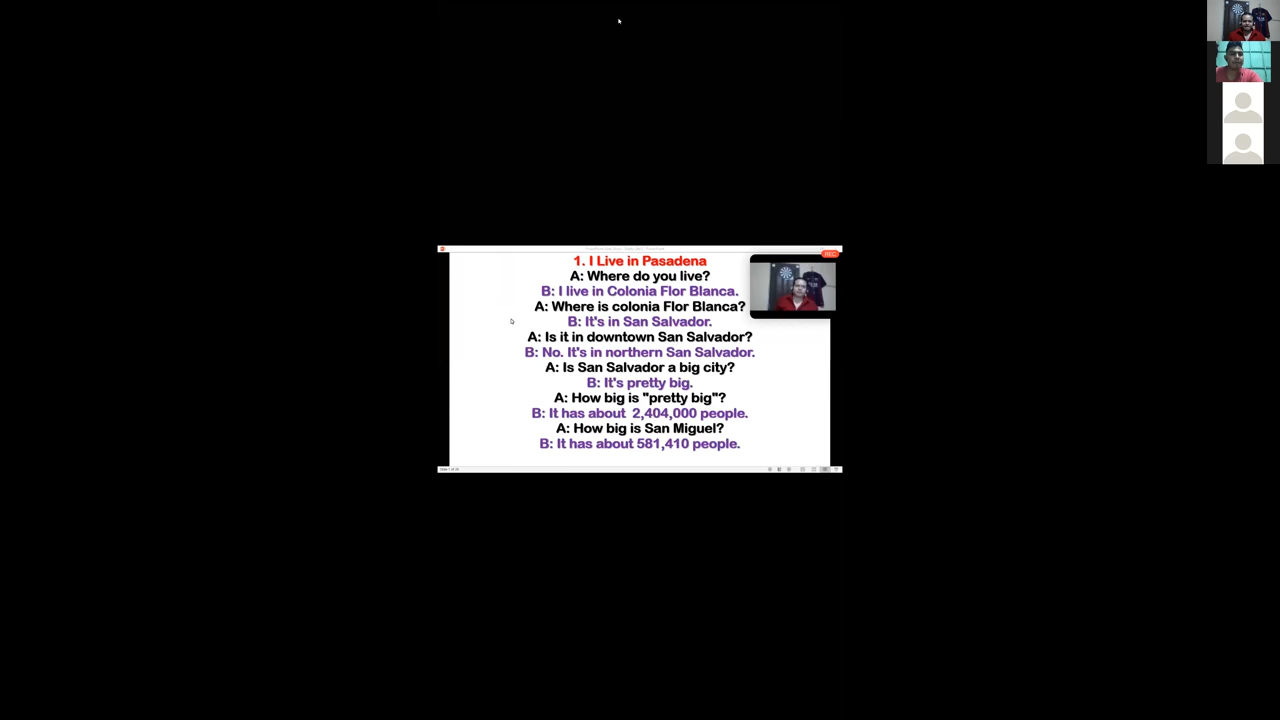 REC
1. I Live in Pasadena
A: Where do you live?
B: I live in Colonia Flor Blanca.
A: Where is colonia Flor Blanca?
B: It's in San Salvador.
A: Is it in downtown San Salvador?
B: No. It's in northern San Salvador.
A: Is San Salvador a big city?
B: It's pretty big.
A: How big is "pretty big"?
B: It has about 2,404,000 people.
A: How big is San Miguel?
B: It has about 581,410 people.